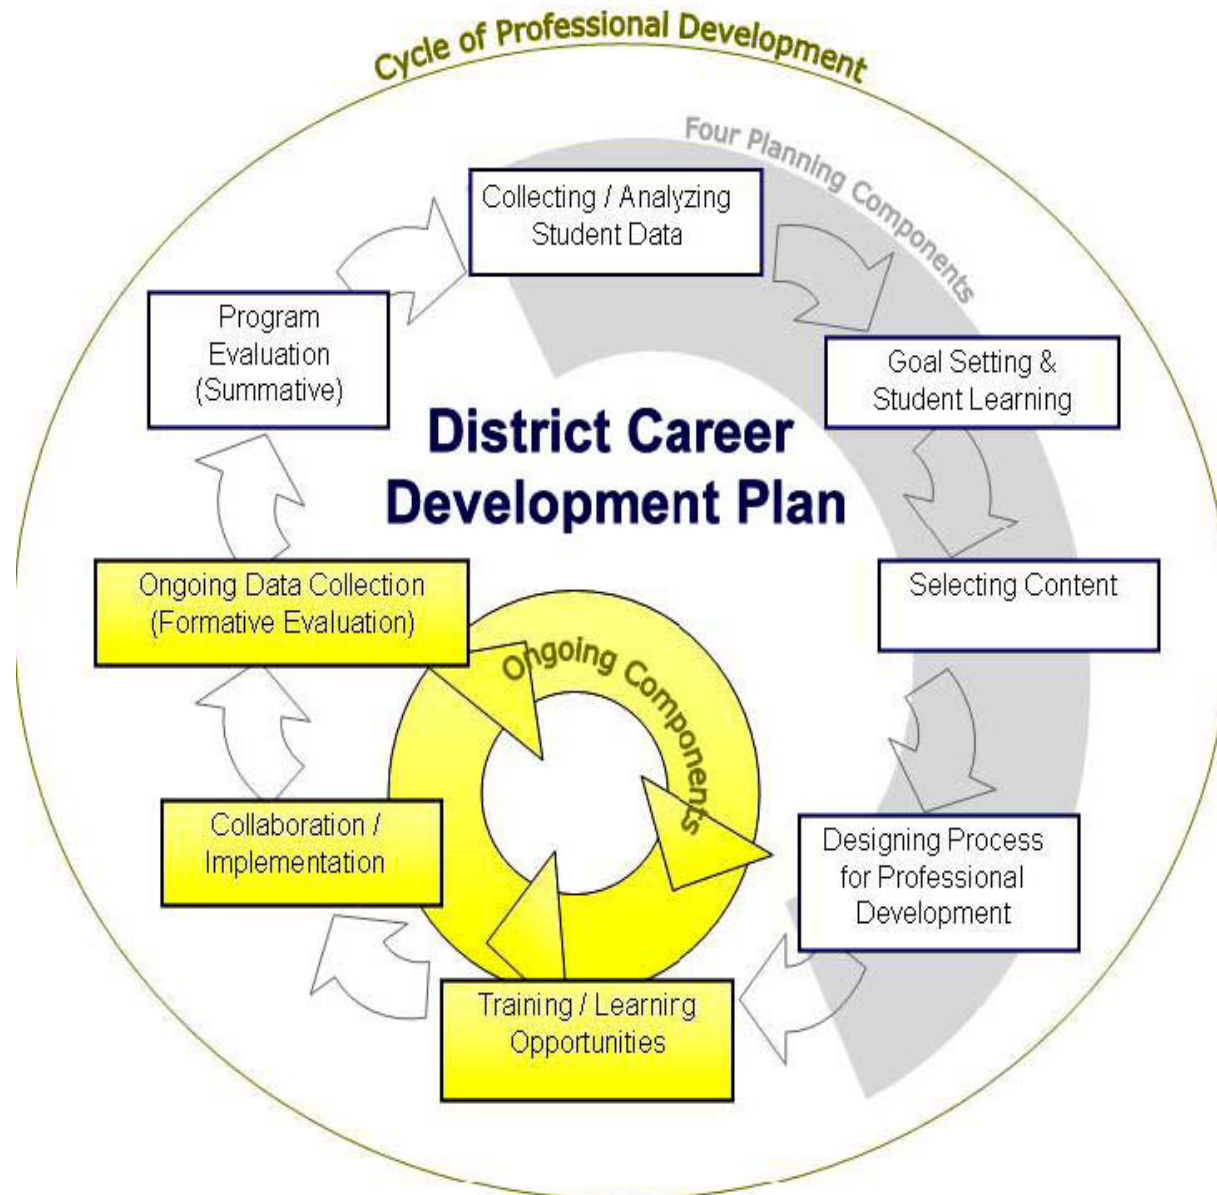 Cycle of Professional Development
Four Planning Components
Collecting / Analyzing
Student Data
Goal Setting &
Student Learning
Selecting Content
Designing Process
for Professional
Development
Training / Learning
Opportunities
Collaboration /
Implementation
Ongoing Data Collection
(Formative Evaluation)
Program
Evaluation
(Summative)
District Career
Development Plan
Ongoing Components